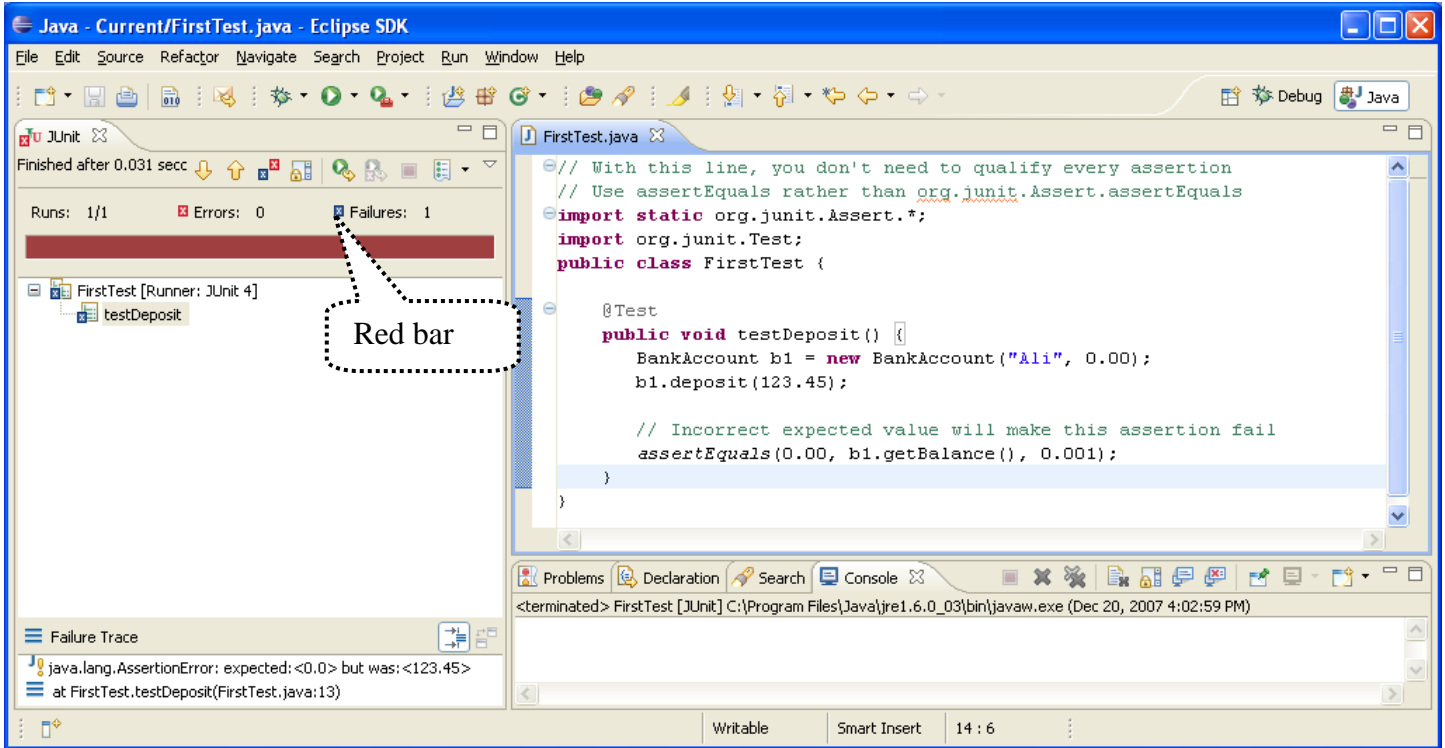 Java - Current/FirstTest.java - Eclipse SDK
File Edit Source Refactor Navigate Search Project Run Window Help
Debug Java
JUnit
Finished after 0.031 secc
Runs: 1/1 Errors: 0 Failures: 1
FirstTest [Runner: JUnit 4]
testDeposit
Red bar
Failure Trace
java.lang.AssertionError: expected:<0.0> but was:<123.45>
at FirstTest.testDeposit(FirstTest.java:13)
FirstTest.java
// With this line, you don't need to qualify every assertion
// Use assertEquals rather than org.junit.Assert.assertEquals
import static org.junit.Assert.*;
import org.junit.Test;
public class FirstTest {
@Test
public void testDeposit() {
BankAccount b1 = new BankAccount("Ali", 0.00);
b1.deposit(123.45);
// Incorrect expected value will make this assertion fail
assertEquals(0.00, b1.getBalance(), 0.001);
}
}
Problems Declaration Search Console
<terminated> FirstTest [JUnit] C:\Program Files\Java\jre1.6.0_03\bin\javaw.exe (Dec 20, 2007 4:02:59 PM)
Writable Smart Insert 14 : 6